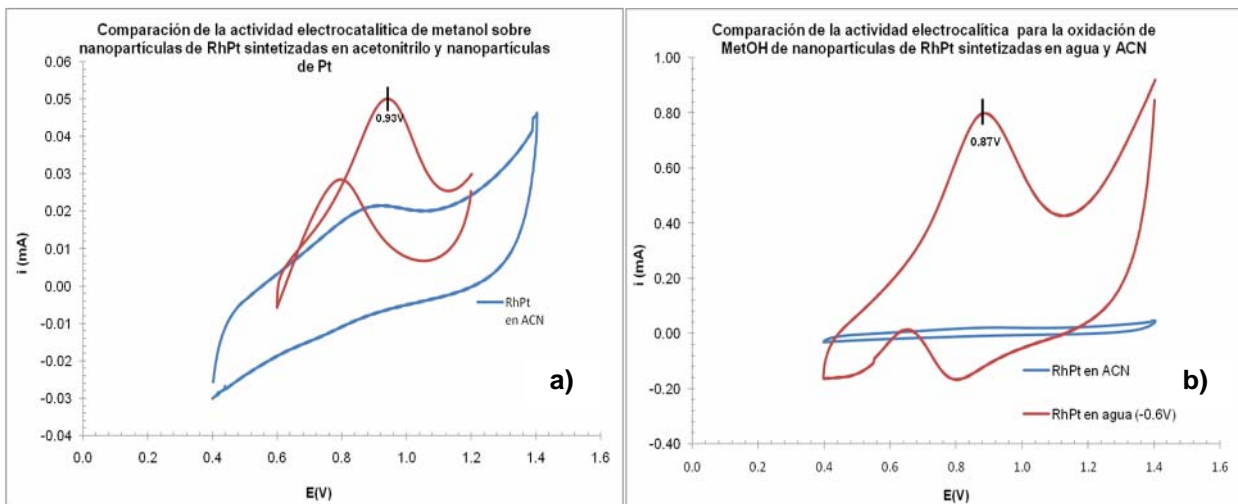 Comparación de la actividad electrocatalítica de metanol sobre
nanopartículas de RhPt sintetizadas en acetonitrilo y nanopartículas
de Pt
0.06
0.05
0.04
0.03
0.02
0.01
0.00
-0.01
-0.02
-0.03
-0.04
i (mA)
0.93V
RhPt
en ACN
a)
0.0
0.2
0.4
0.6
0.8
1.0
1.2
1.4
1.6
E(V)
Comparación de la actividad electrocalítica para la oxidación de
MetOH de nanoparticulas de RhPt sintetizadas en agua y ACN
1.00
0.80
0.60
0.40
0.20
0.00
-0.20
-0.40
i (mA)
0.87V
RhPt en ACN
RhPt en agua (-0.6V)
b)
0.0
0.2
0.4
0.6
0.8
1.0
1.2
1.4
1.6
E(V)